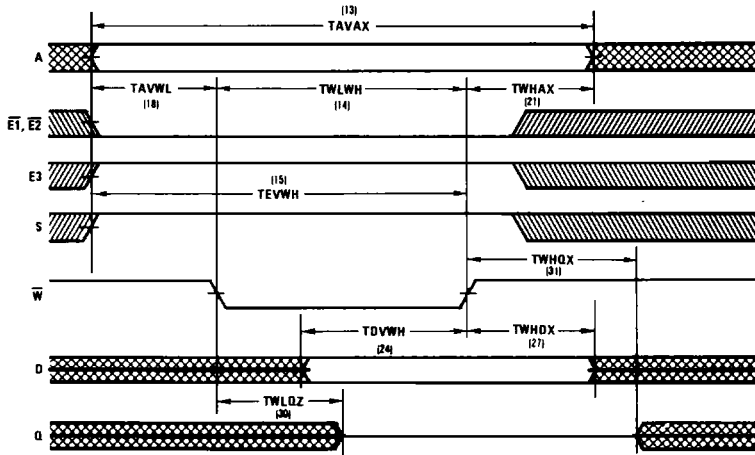 (13)
TAVAX
A
TAVWL TWLWH TWHAX
(18) (14) (21)
E1, E2
E3
(15)
TEVWH
S
TWHQX
(31)
W
TDVWH TWHDX
(24) (27)
D
TWLQZ
(30)
Q